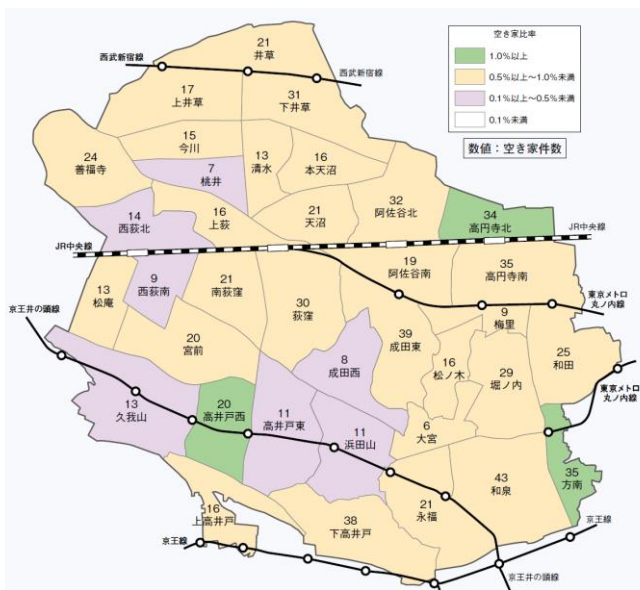 空き家比率
1.0%以上
0.5%以上～1.0%未満
0.1%以上～0.5%未満
0.1%未満
数値：空き家件数
21
井草
西武新宿線
西武新宿線
17
上井草
31
下井草
15
今川
24
善福寺
7
桃井
13
清水
16
本天沼
14
西荻北
16
上荻
21
天沼
32
阿佐谷北
34
高円寺北
JR中央線
JR中央線
19
阿佐谷南
35
高円寺南
13
松庵
9
西荻南
21
南荻窪
30
荻窪
東京メトロ
丸ノ内線
京王井の頭線
20
宮前
39
成田東
9
梅里
8
成田西
16
松ノ木
29
堀ノ内
25
和田
東京メトロ
丸ノ内線
13
久我山
20
高井戸西
11
高井戸東
11
浜田山
6
大宮
43
和泉
35
方南
16
上高井戸
38
下高井戸
21
永福
京王線
京王線
京王井の頭線